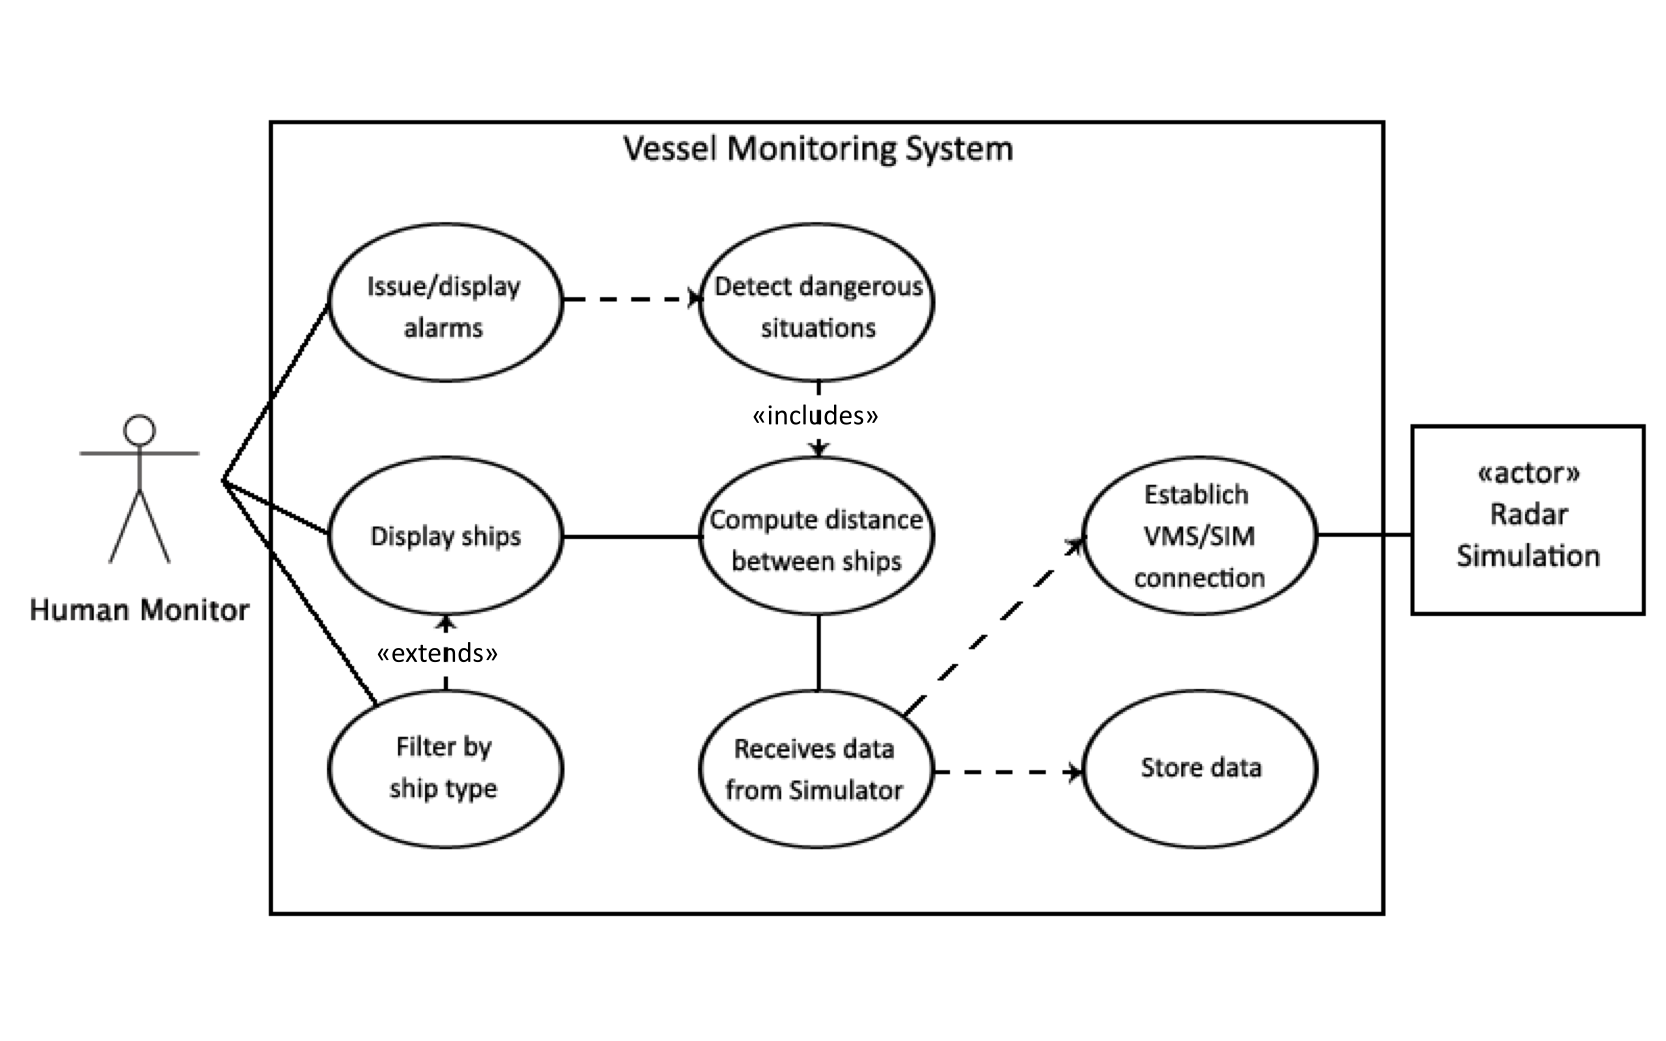 Vessel Monitoring System
Issue/display
alarms
Detect dangerous
situations
«includes»
Human Monitor
Display ships
Compute distance
between ships
Establich
VMS/SIM
connection
«actor»
Radar
Simulation
«extends»
Filter by
ship type
Receives data
from Simulator
Store data